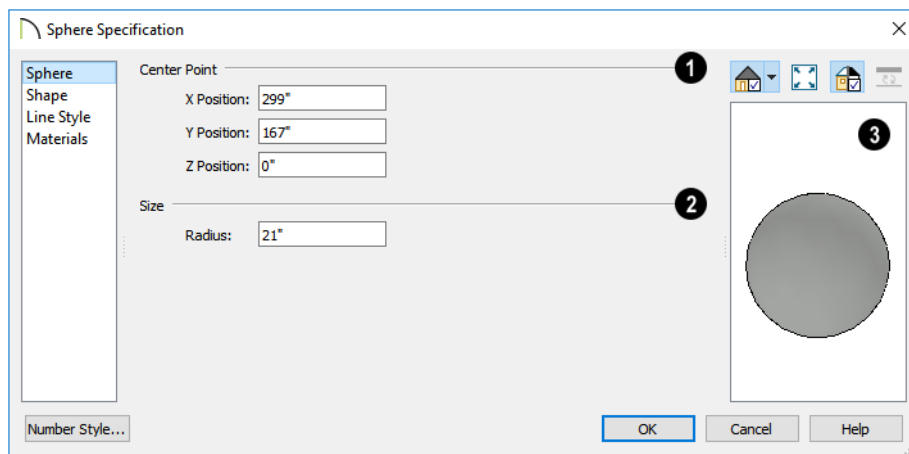 Sphere Specification
Sphere
Shape
Line Style
Materials
Center Point
1
X Position: 299"
Y Position: 167"
Z Position: 0"
Size
2
Radius: 21"
3
Number Style...
OK
Cancel
Help